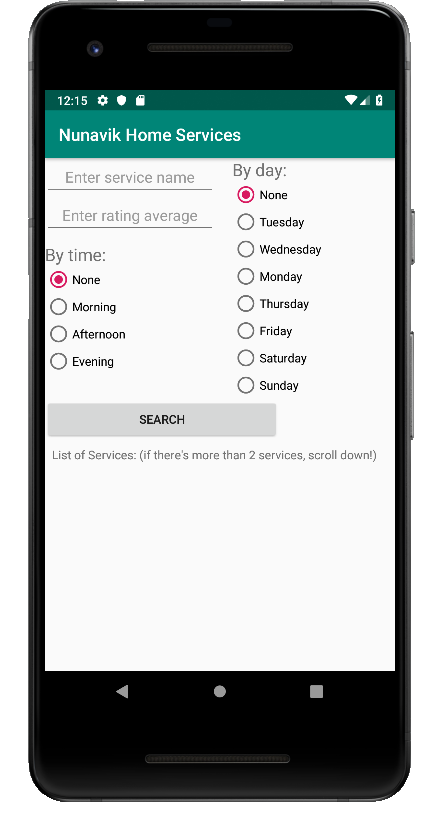 12:15
Nunavik Home Services
Enter service name
Enter rating average
By time:
None
Morning
Afternoon
Evening
By day:
None
Tuesday
Wednesday
Monday
Thursday
Friday
Saturday
Sunday
SEARCH
List of Services: (if there's more than 2 services, scroll down!)